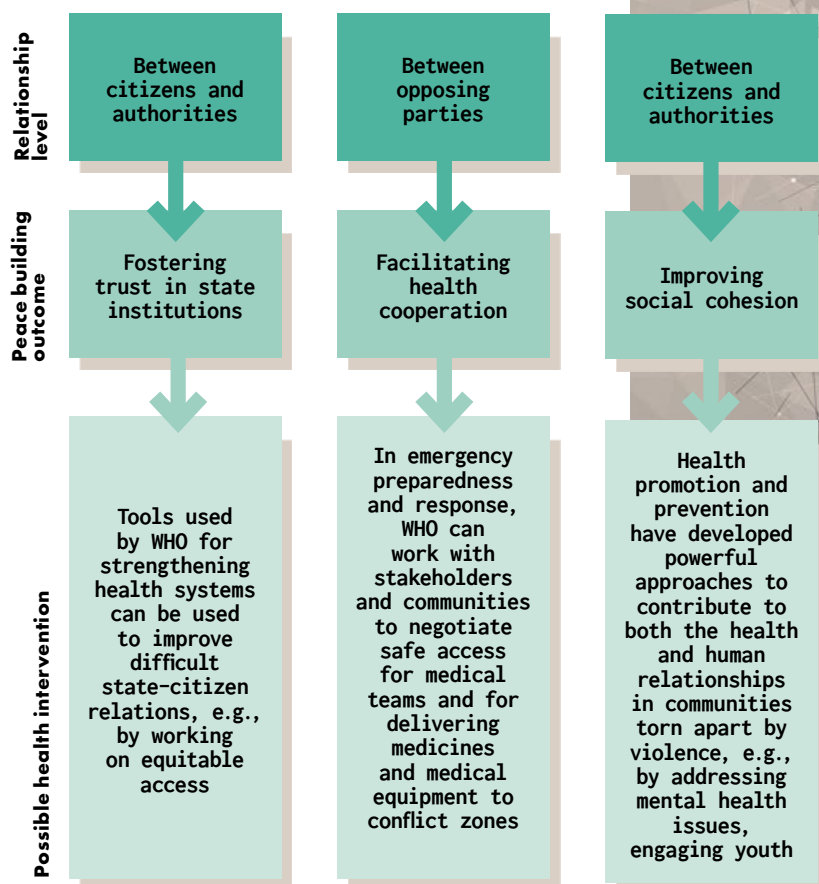 Relationship
level
Between
citizens and
authorities
Between
opposing
parties
Between
citizens and
authorities
Peace building
outcome
Fostering
trust in state
institutions
Facilitating
health
cooperation
Improving
social cohesion
Possible health intervention
Tools used
by WHO for
strengthening
health systems
can be used
to improve
difficult
state-citizen
relations, e.g.,
by working
on equitable
access
In emergency
preparedness
and response,
WHO can
work with
stakeholders
and communities
to negotiate
safe access
for medical
teams and for
delivering
medicines
and medical
equipment to
conflict zones
Health
promotion and
prevention
have developed
powerful
approaches to
contribute to
both the health
and human
relationships
in communities
torn apart by
violence, e.g.,
by addressing
mental health
issues,
engaging youth